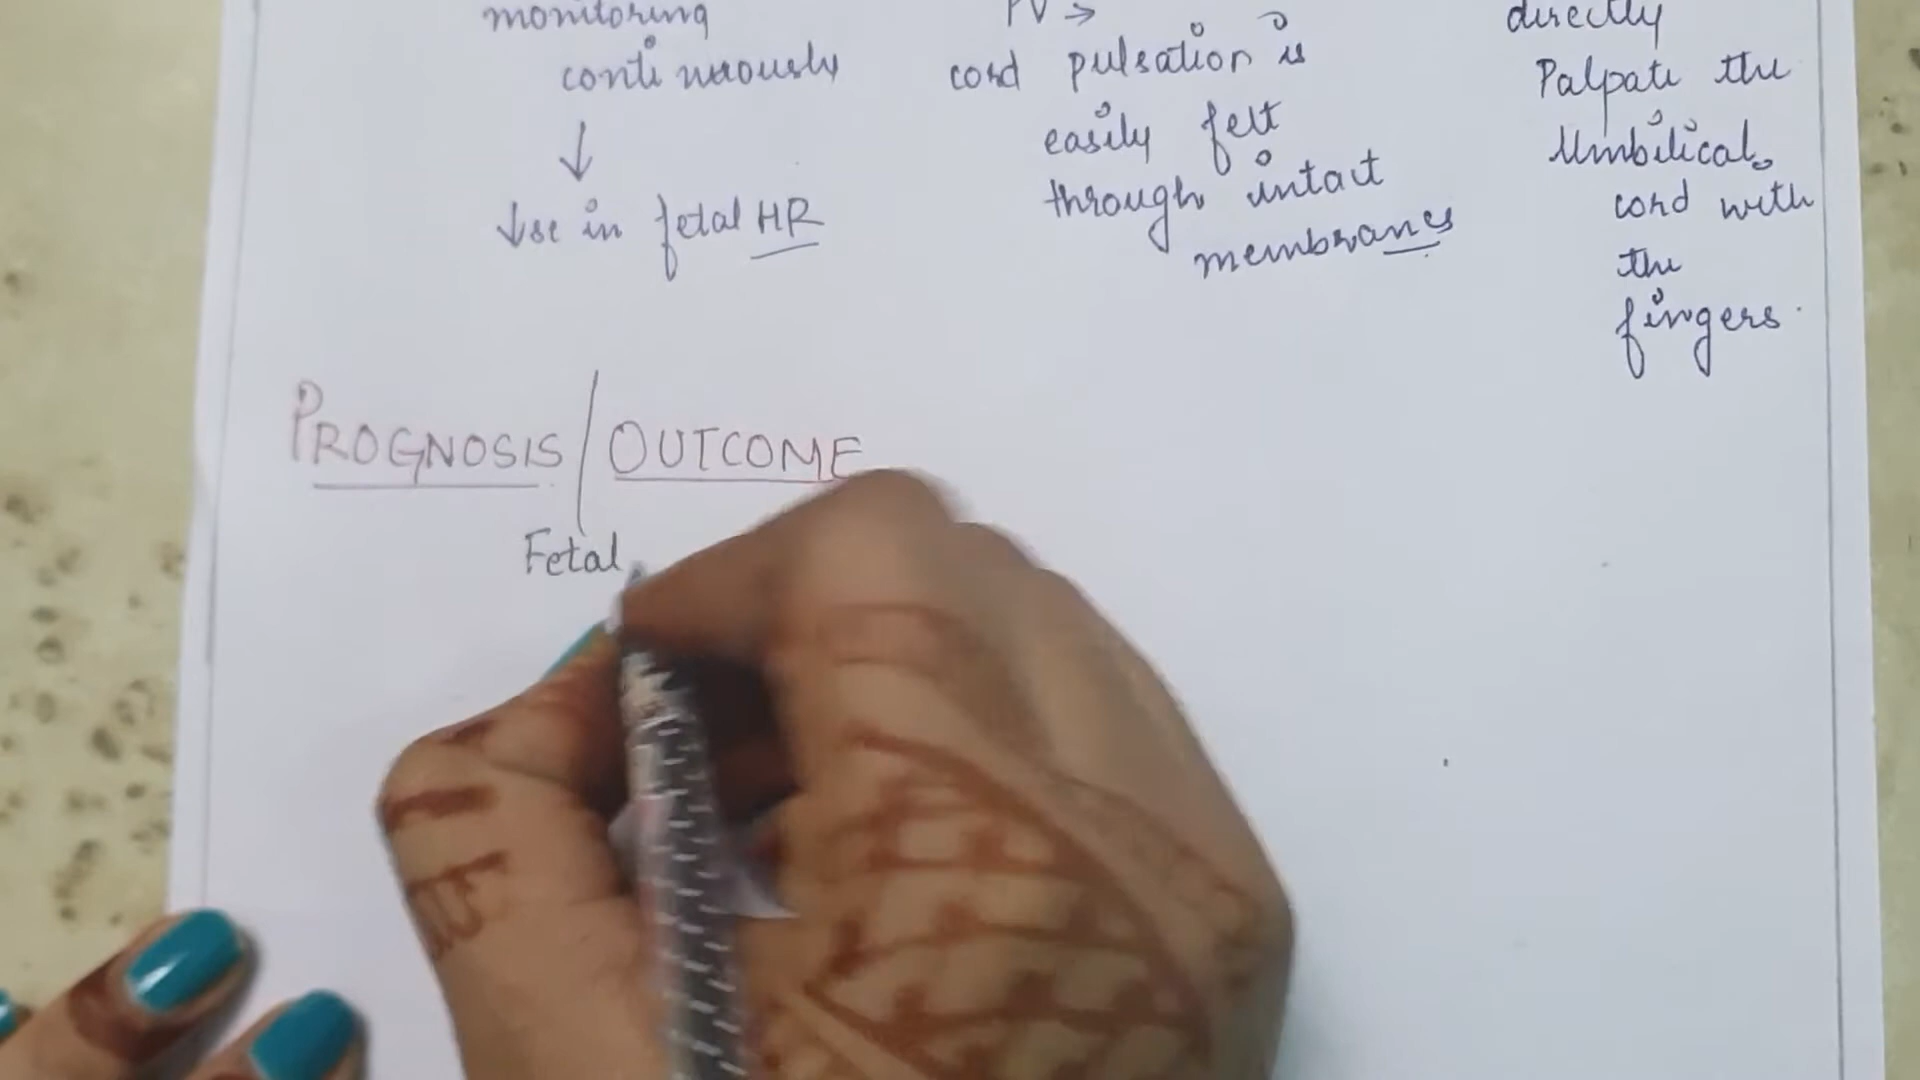 monitoring
continuously
↓
↓se in fetal HR
PV →
cord pulsation is
easily felt
through intact
membranes
directly
Palpate the
Umbilical
cord with
the
fingers.
PROGNOSIS / OUTCOME
Fetal